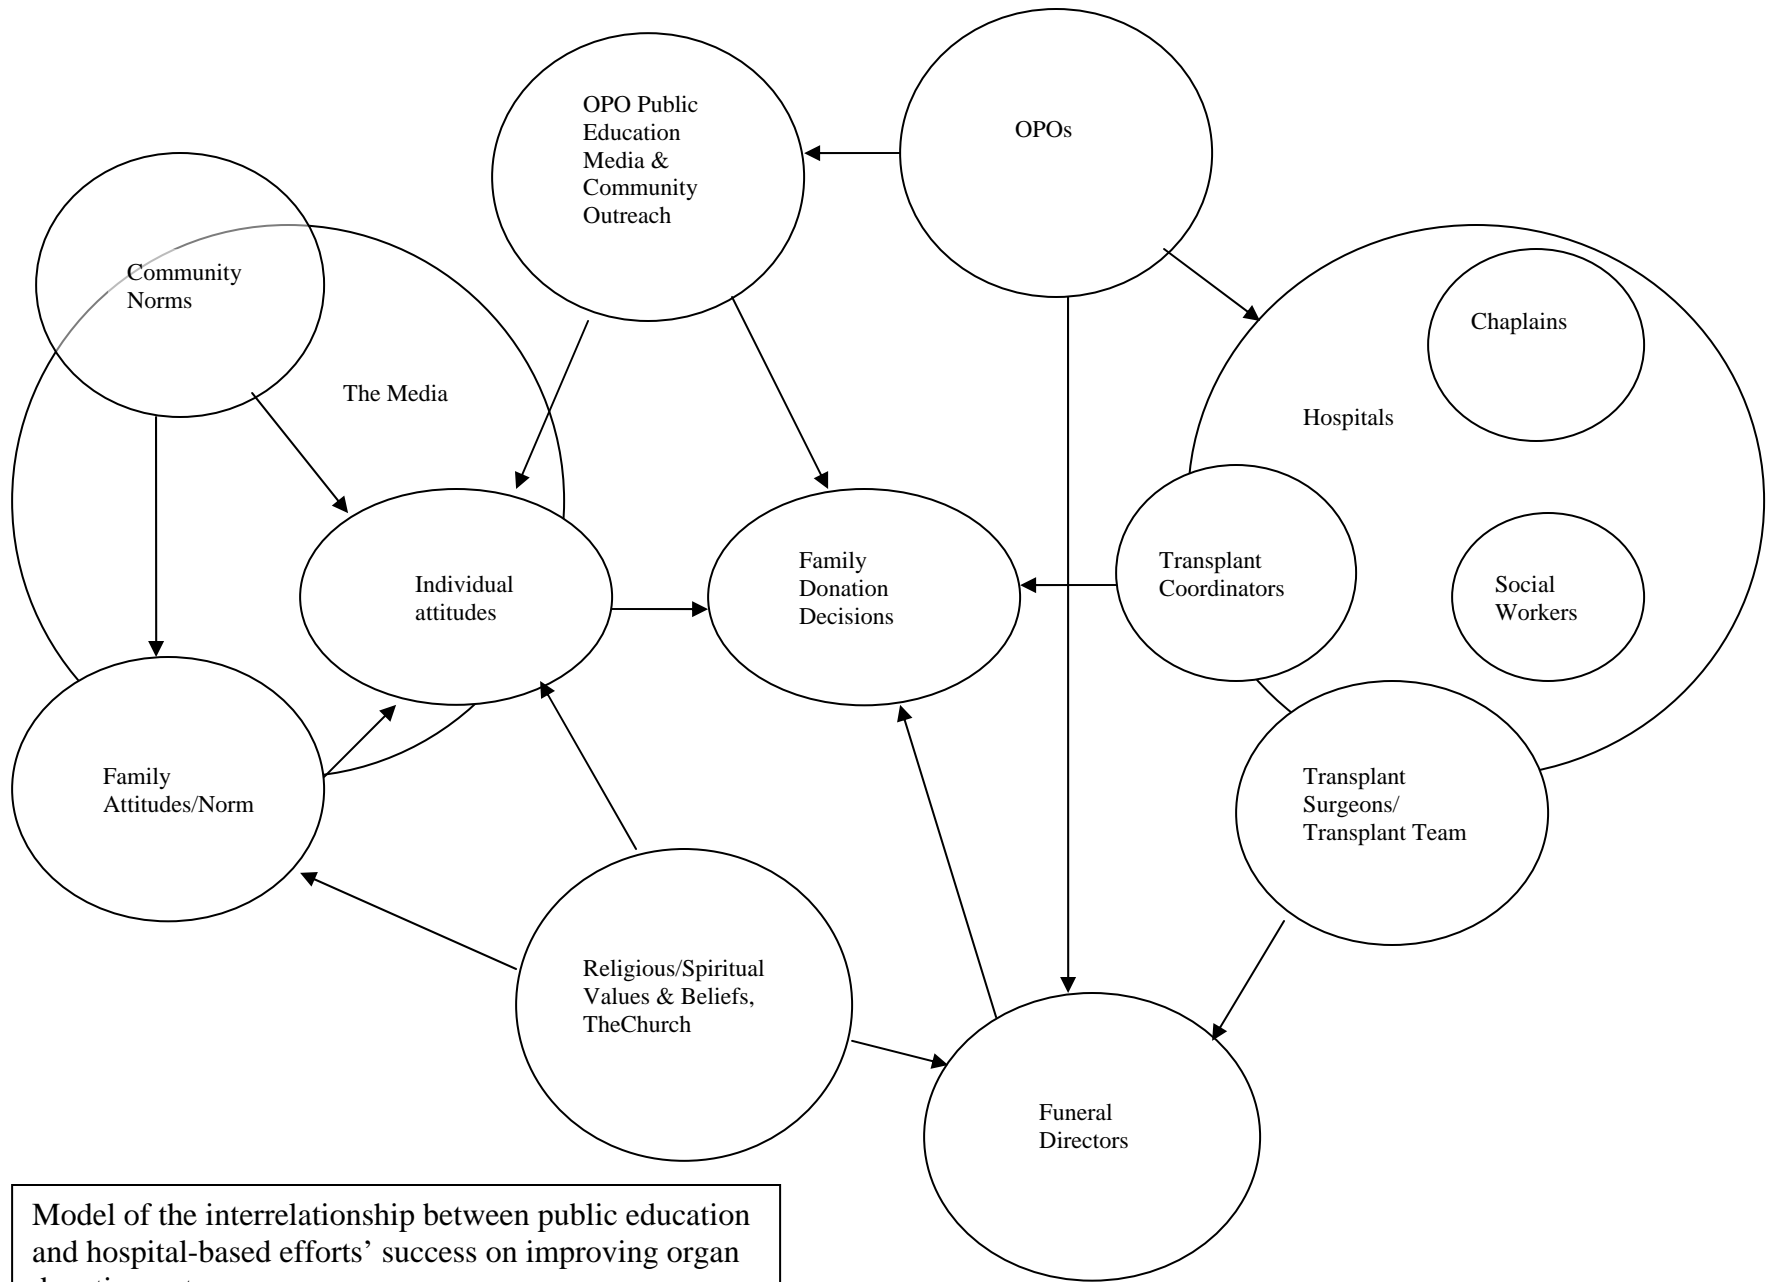 OPO Public
Education
Media &
Community
Outreach
OPOs
Community
Norms
The Media
Chaplains
Hospitals
Individual
attitudes
Family
Donation
Decisions
Transplant
Coordinators
Social
Workers
Family
Attitudes/Norm
Transplant
Surgeons/
Transplant Team
Religious/Spiritual
Values & Beliefs,
TheChurch
Funeral
Directors
Model of the interrelationship between public education
and hospital-based efforts’ success on improving organ